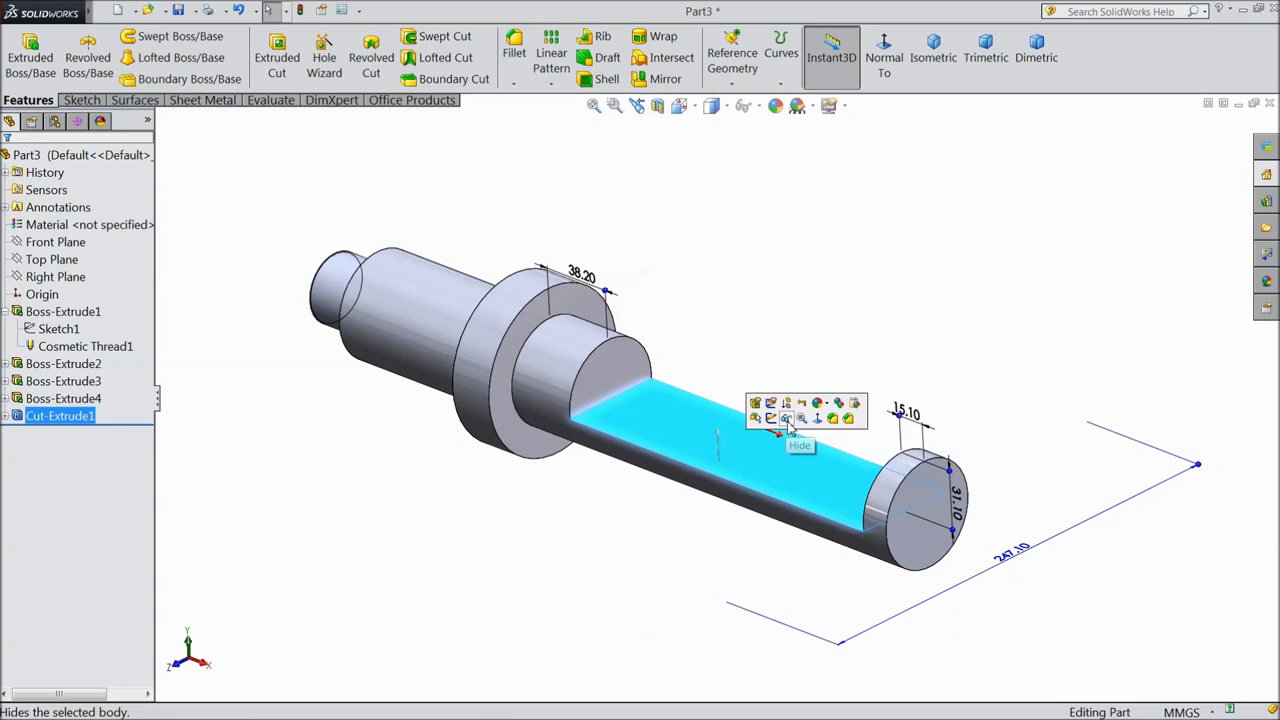 SOLIDWORKS
Part3 *
Search SolidWorks Help
Extruded Boss/Base
Revolved Boss/Base
Swept Boss/Base
Lofted Boss/Base
Boundary Boss/Base
Extruded Cut
Hole Wizard
Revolved Cut
Swept Cut
Lofted Cut
Boundary Cut
Fillet
Linear Pattern
Rib
Draft
Shell
Wrap
Intersect
Mirror
Reference Geometry
Curves
Instant3D
Normal To
Isometric
Trimetric
Dimetric
Features Sketch Surfaces Sheet Metal Evaluate DimXpert Office Products
Part3 (Default<<Default>_
History
Sensors
Annotations
Material <not specified>
Front Plane
Top Plane
Right Plane
Origin
Boss-Extrude1
Sketch1
Cosmetic Thread1
Boss-Extrude2
Boss-Extrude3
Boss-Extrude4
Cut-Extrude1
38.20
Hide
15.10
31.10
247.10
Y
Z
X
Hides the selected body.
Editing Part
MMGS